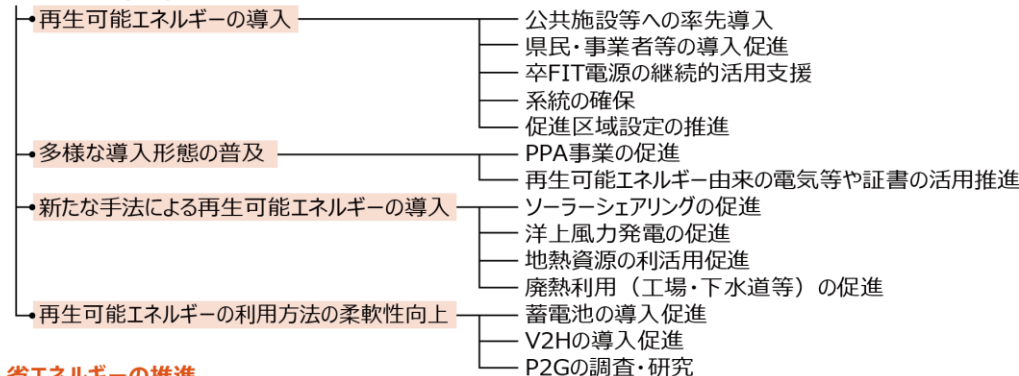 再生可能エネルギーの導入
公共施設等への率先導入
県民・事業者等の導入促進
卒FIT電源の継続的活用支援
系統の確保
促進区域設定の推進
多様な導入形態の普及
PPA事業の促進
再生可能エネルギー由来の電気等や証書の活用推進
新たな手法による再生可能エネルギーの導入
ソーラーシェアリングの促進
洋上風力発電の促進
地熱資源の利活用促進
廃熱利用（工場・下水道等）の促進
再生可能エネルギーの利用方法の柔軟性向上
蓄電池の導入促進
V2Hの導入促進
P2Gの調査・研究
省エネルギーの推進